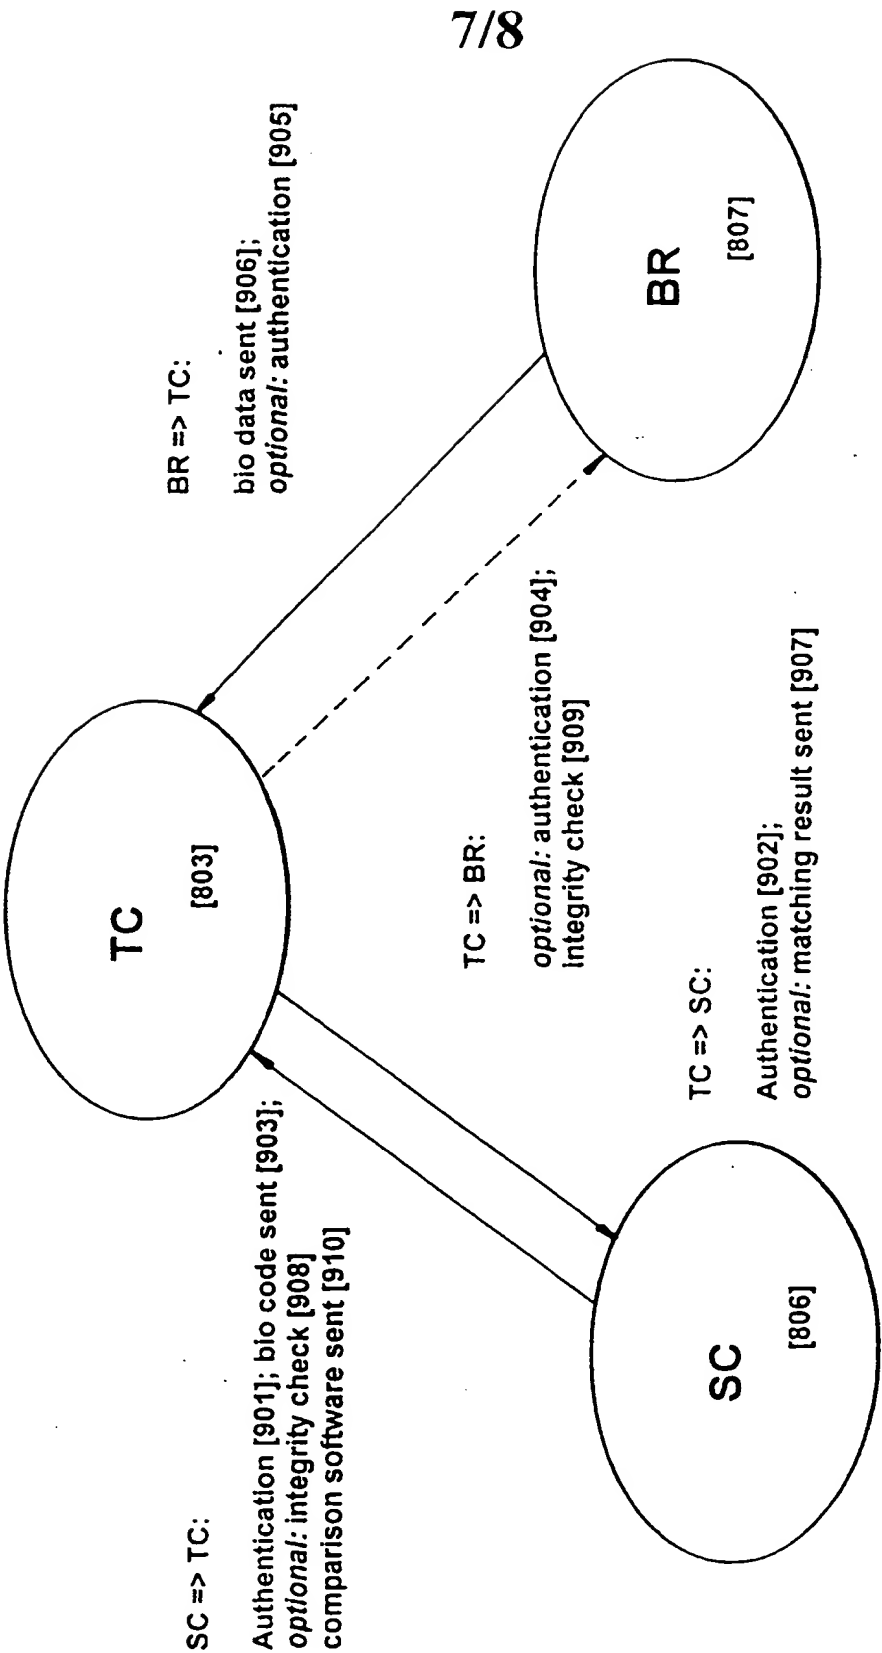 7/8
SC => TC:
Authentication [901]; bio code sent [903];
optional: integrity check [908]
comparison software sent [910]
TC
[803]
BR => TC:
bio data sent [906];
optional: authentication [905]
TC => BR:
optional: authentication [904];
integrity check [909]
SC
[806]
TC => SC:
Authentication [902];
optional: matching result sent [907]
BR
[807]